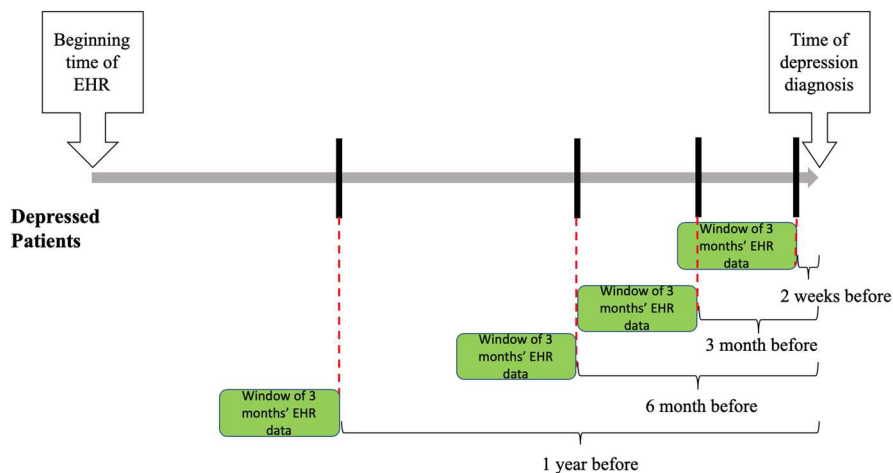 Beginning
time of
EHR
Time of
depression
diagnosis
Depressed
Patients
Window of 3
months’ EHR
data
2 weeks before
Window of 3
months’ EHR
data
3 month before
Window of 3
months’ EHR
data
6 month before
Window of 3
months’ EHR
data
1 year before